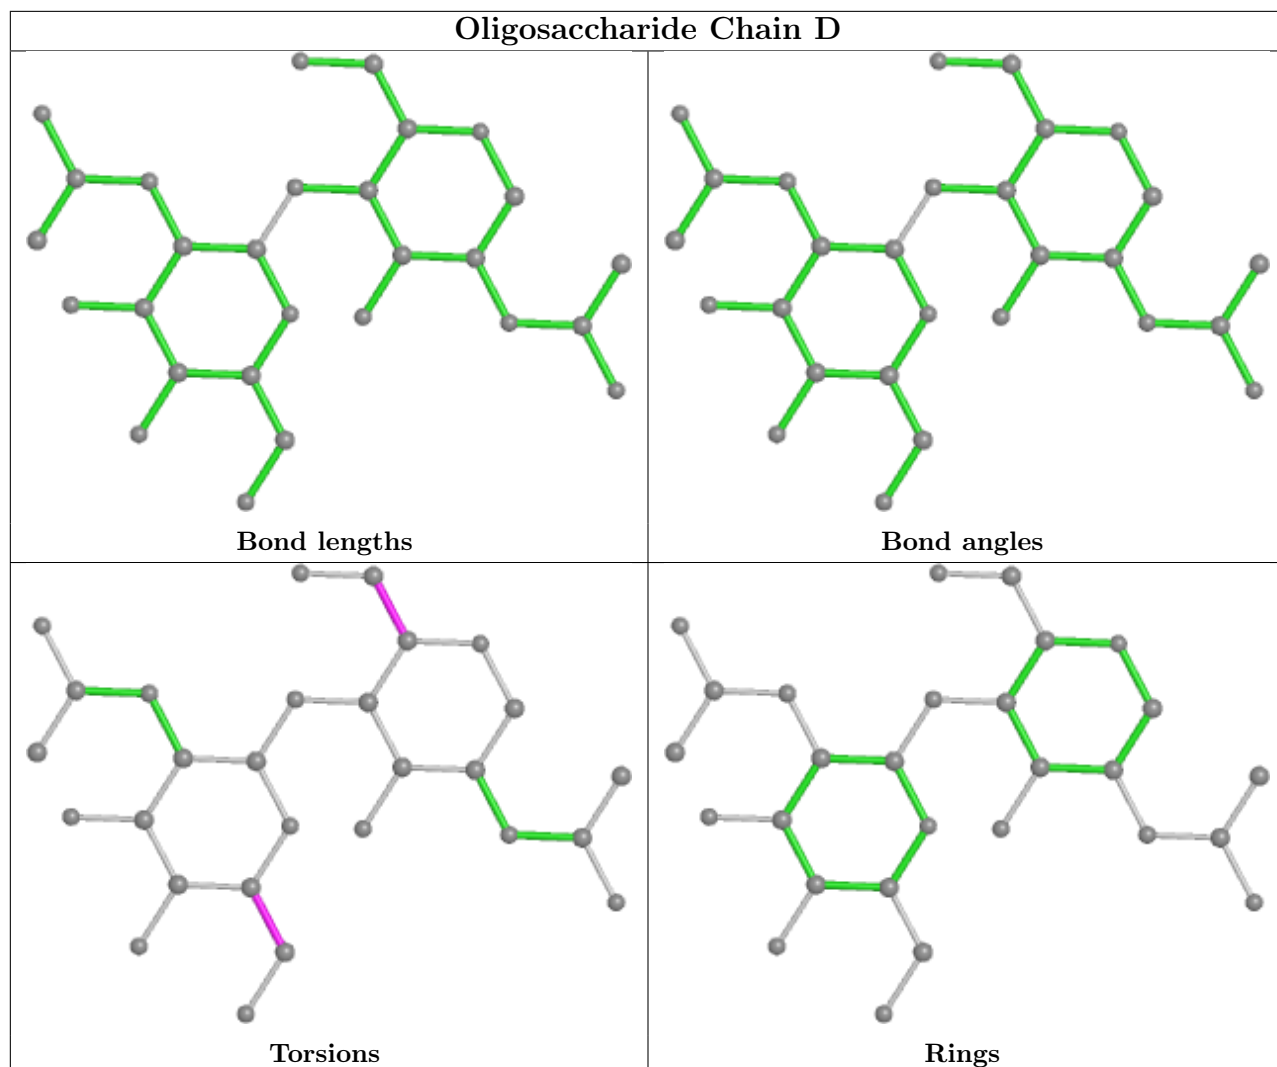 Oligosaccharide Chain D
Bond lengths
Bond angles
Torsions
Rings